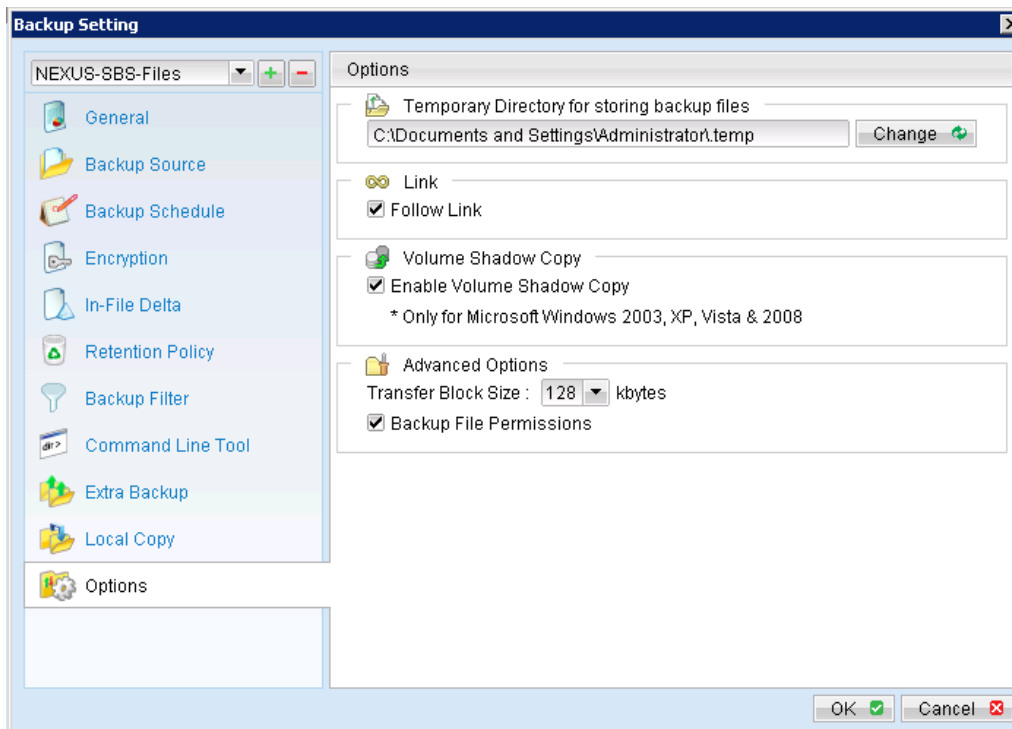 Backup Setting
NEXUS-SBS-Files
General
Backup Source
Backup Schedule
Encryption
In-File Delta
Retention Policy
Backup Filter
dir>
Command Line Tool
Extra Backup
Local Copy
Options
Options
Temporary Directory for storing backup files
C:\Documents and Settings\Administrator\.temp
Change
Link
Follow Link
Volume Shadow Copy
Enable Volume Shadow Copy
* Only for Microsoft Windows 2003, XP, Vista & 2008
Advanced Options
Transfer Block Size : 128 kbytes
Backup File Permissions
OK
Cancel